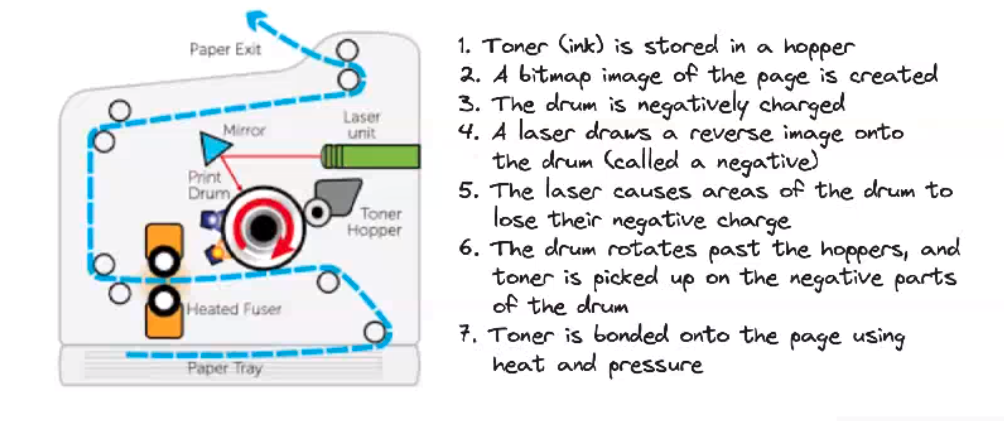 Paper Exit
Mirror
Laser
unit
Print
Drum
Toner
Hopper
Heated Fuser
Paper Tray
1. Toner (ink) is stored in a hopper
2. A bitmap image of the page is created
3. The drum is negatively charged
4. A laser draws a reverse image onto
the drum (called a negative)
5. The laser causes areas of the drum to
lose their negative charge
6. The drum rotates past the hoppers, and
toner is picked up on the negative parts
of the drum
7. Toner is bonded onto the page using
heat and pressure